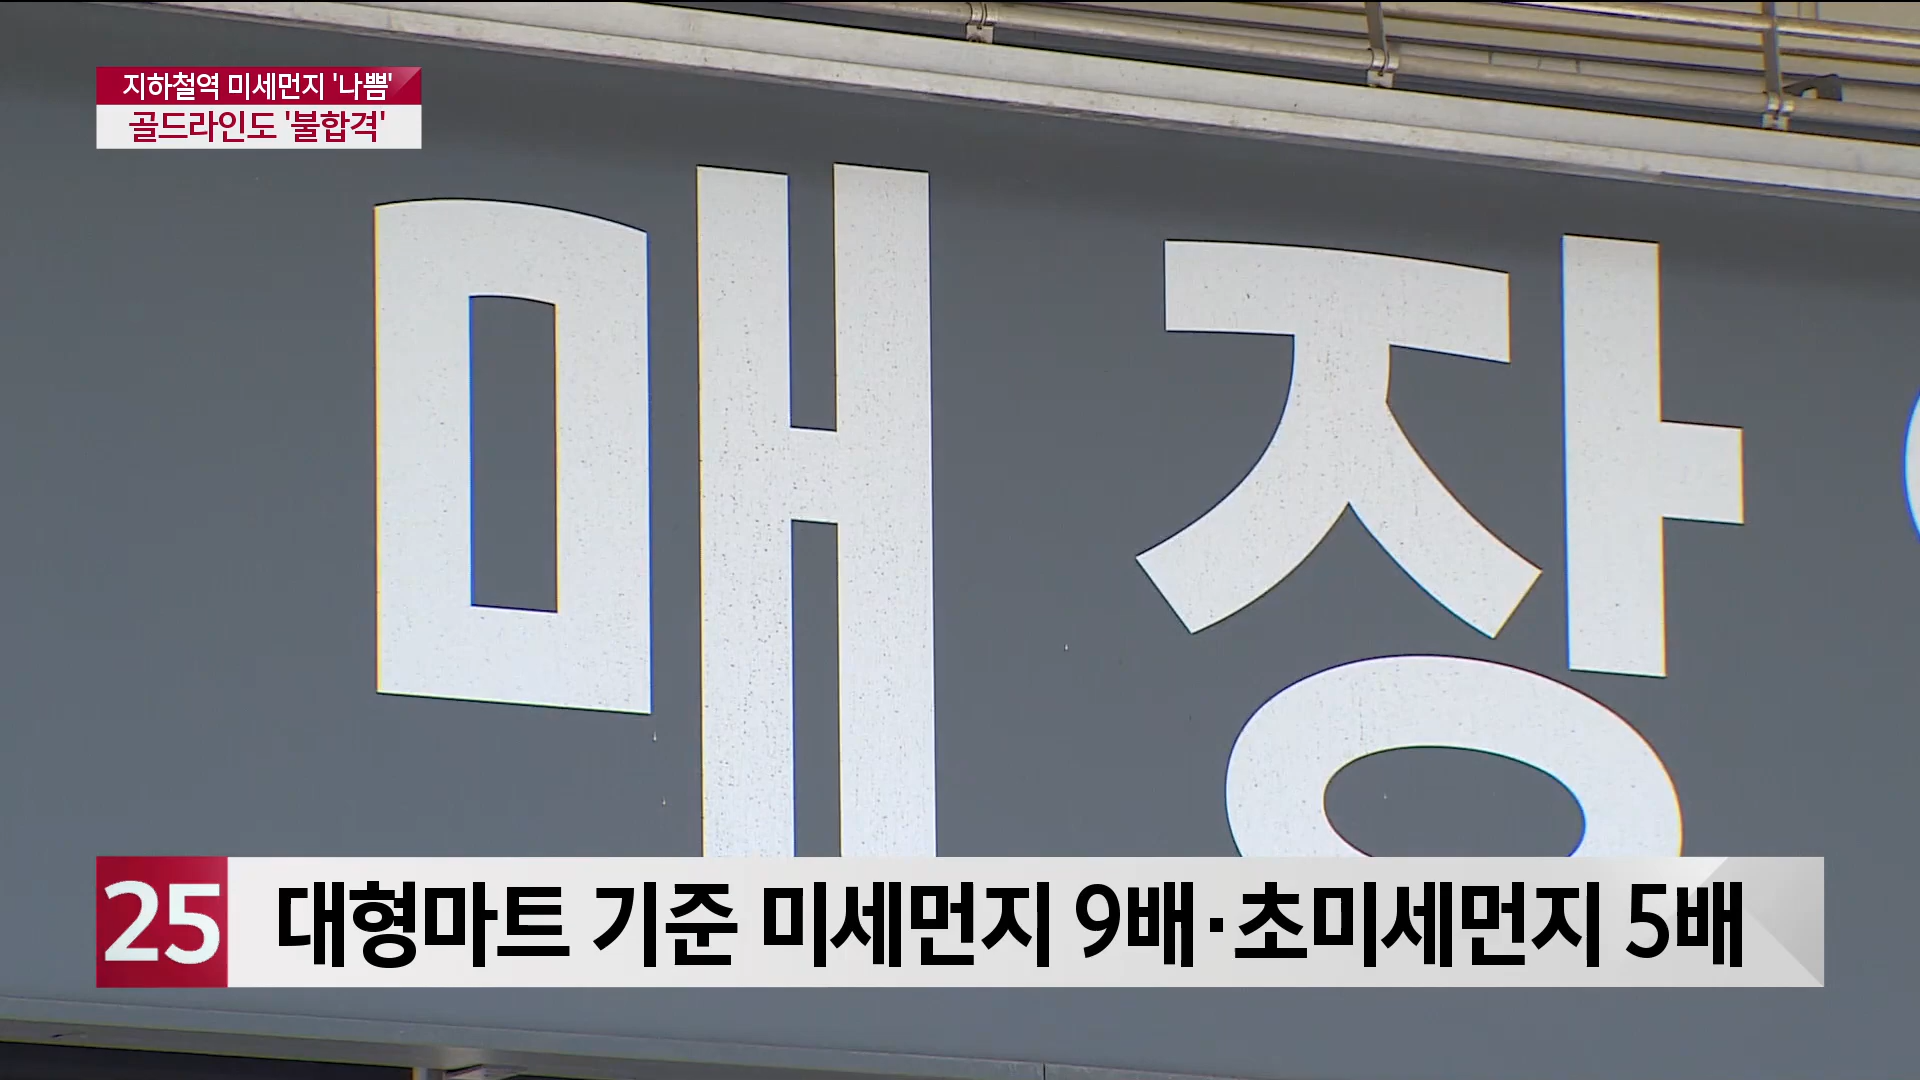 지하철역 미세먼지 '나쁨'
골드라인도 '불합격'
매장
25 대형마트 기준 미세먼지 9배·초미세먼지 5배